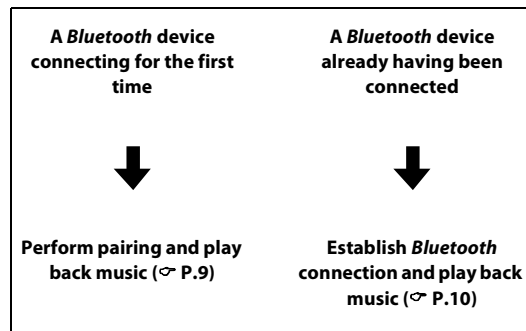 A Bluetooth device
connecting for the first
time
Perform pairing and play
back music (☞ P.9)
A Bluetooth device
already having been
connected
Establish Bluetooth
connection and play back
music (☞ P.10)